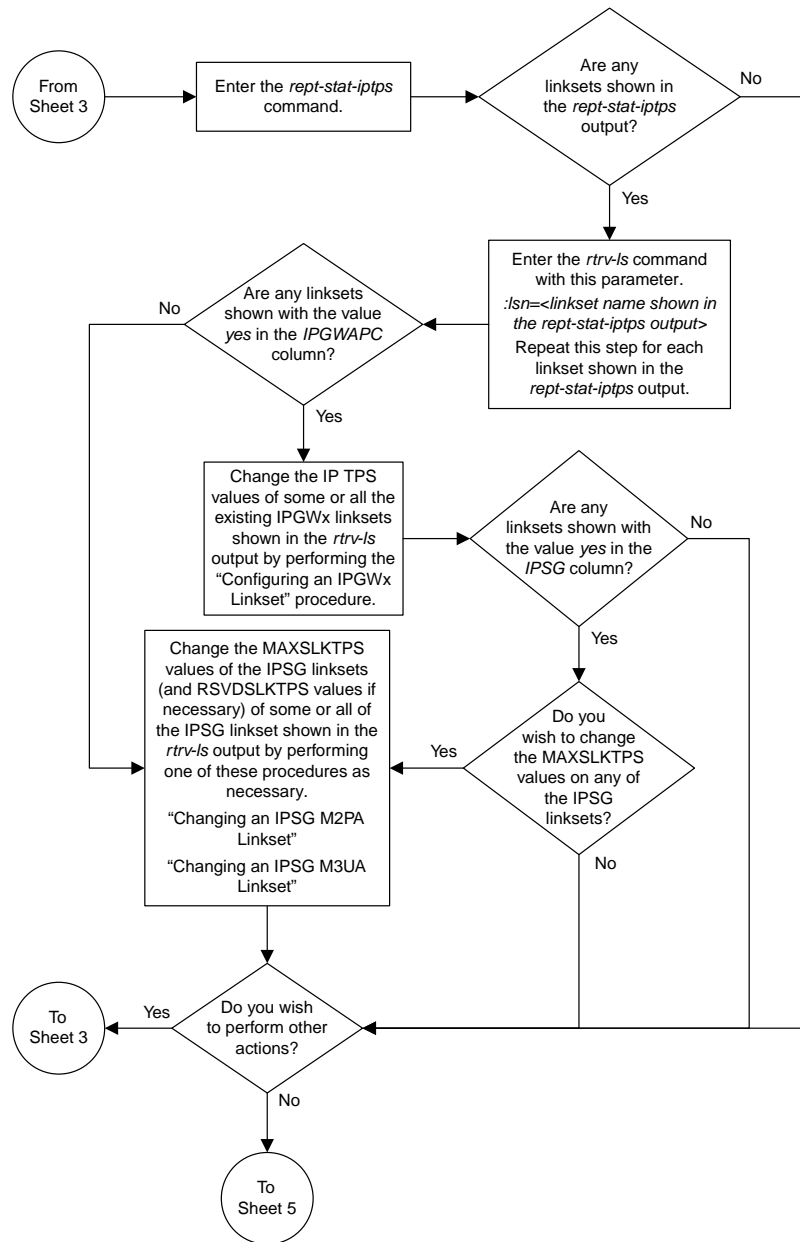 From
Sheet 3
Enter the rept-stat-iptps
command.
Are any
linksets shown in
the rept-stat-iptps
output?
No
Yes
Enter the rtrv-ls command
with this parameter.
:lsn=<linkset name shown in
the rept-stat-iptps output>
Repeat this step for each
linkset shown in the
rept-stat-iptps output.
Are any linksets
shown with the value
yes in the IPGWAPC
column?
No
Yes
Change the IP TPS
values of some or all the
existing IPGWx linksets
shown in the rtrv-ls
output by performing the
“Configuring an IPGWx
Linkset” procedure.
Are any
linksets shown with
the value yes in the
IPSG column?
No
Yes
Do you
wish to change
the MAXSLKTPS
values on any of
the IPSG
linksets?
Yes
No
Change the MAXSLKTPS
values of the IPSG linksets
(and RSVDSLKTPS values if
necessary) of some or all of
the IPSG linkset shown in the
rtrv-ls output by performing
one of these procedures as
necessary.
“Changing an IPSG M2PA
Linkset”
“Changing an IPSG M3UA
Linkset”
Do you wish
to perform other
actions?
Yes
To
Sheet 3
No
To
Sheet 5